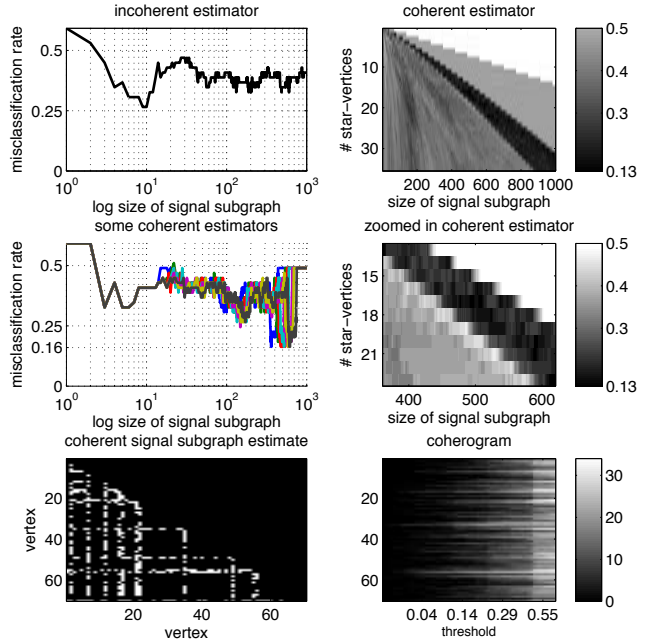 incoherent estimator
misclassification rate
0.5
0.25
0
10^0 10^1 10^2 10^3
log size of signal subgraph
coherent estimator
# star-vertices
10
20
30
200 400 600 800 1000
size of signal subgraph
0.5
0.3
0.13
some coherent estimators
misclassification rate
0.5
0.25
0.16
0
10^0 10^1 10^2 10^3
log size of signal subgraph
zoomed in coherent estimator
# star-vertices
15
18
21
400 500 600
size of signal subgraph
0.5
0.4
0.3
0.13
coherent signal subgraph estimate
vertex
20
40
60
20 40 60
vertex
coherogram
20
40
60
0.04 0.14 0.29 0.55
threshold
30
20
10
0